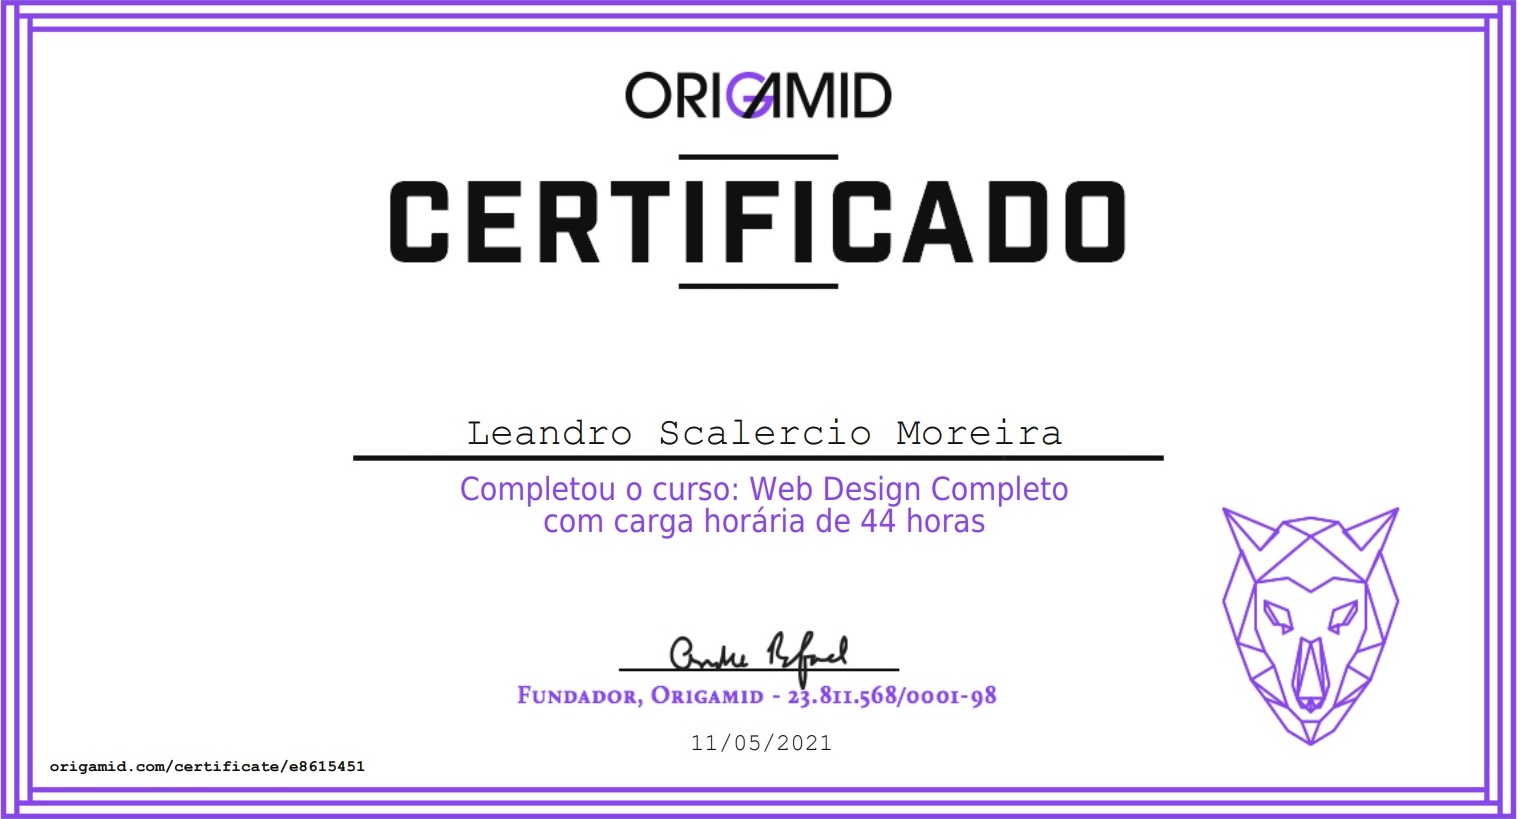 ORIGAMID
CERTIFICADO
Leandro Scalercio Moreira
Completou o curso: Web Design Completo
com carga horária de 44 horas
Andre Rafael
Fundador, Origamid - 23.811.568/0001-98
11/05/2021
origamid.com/certificate/e8615451